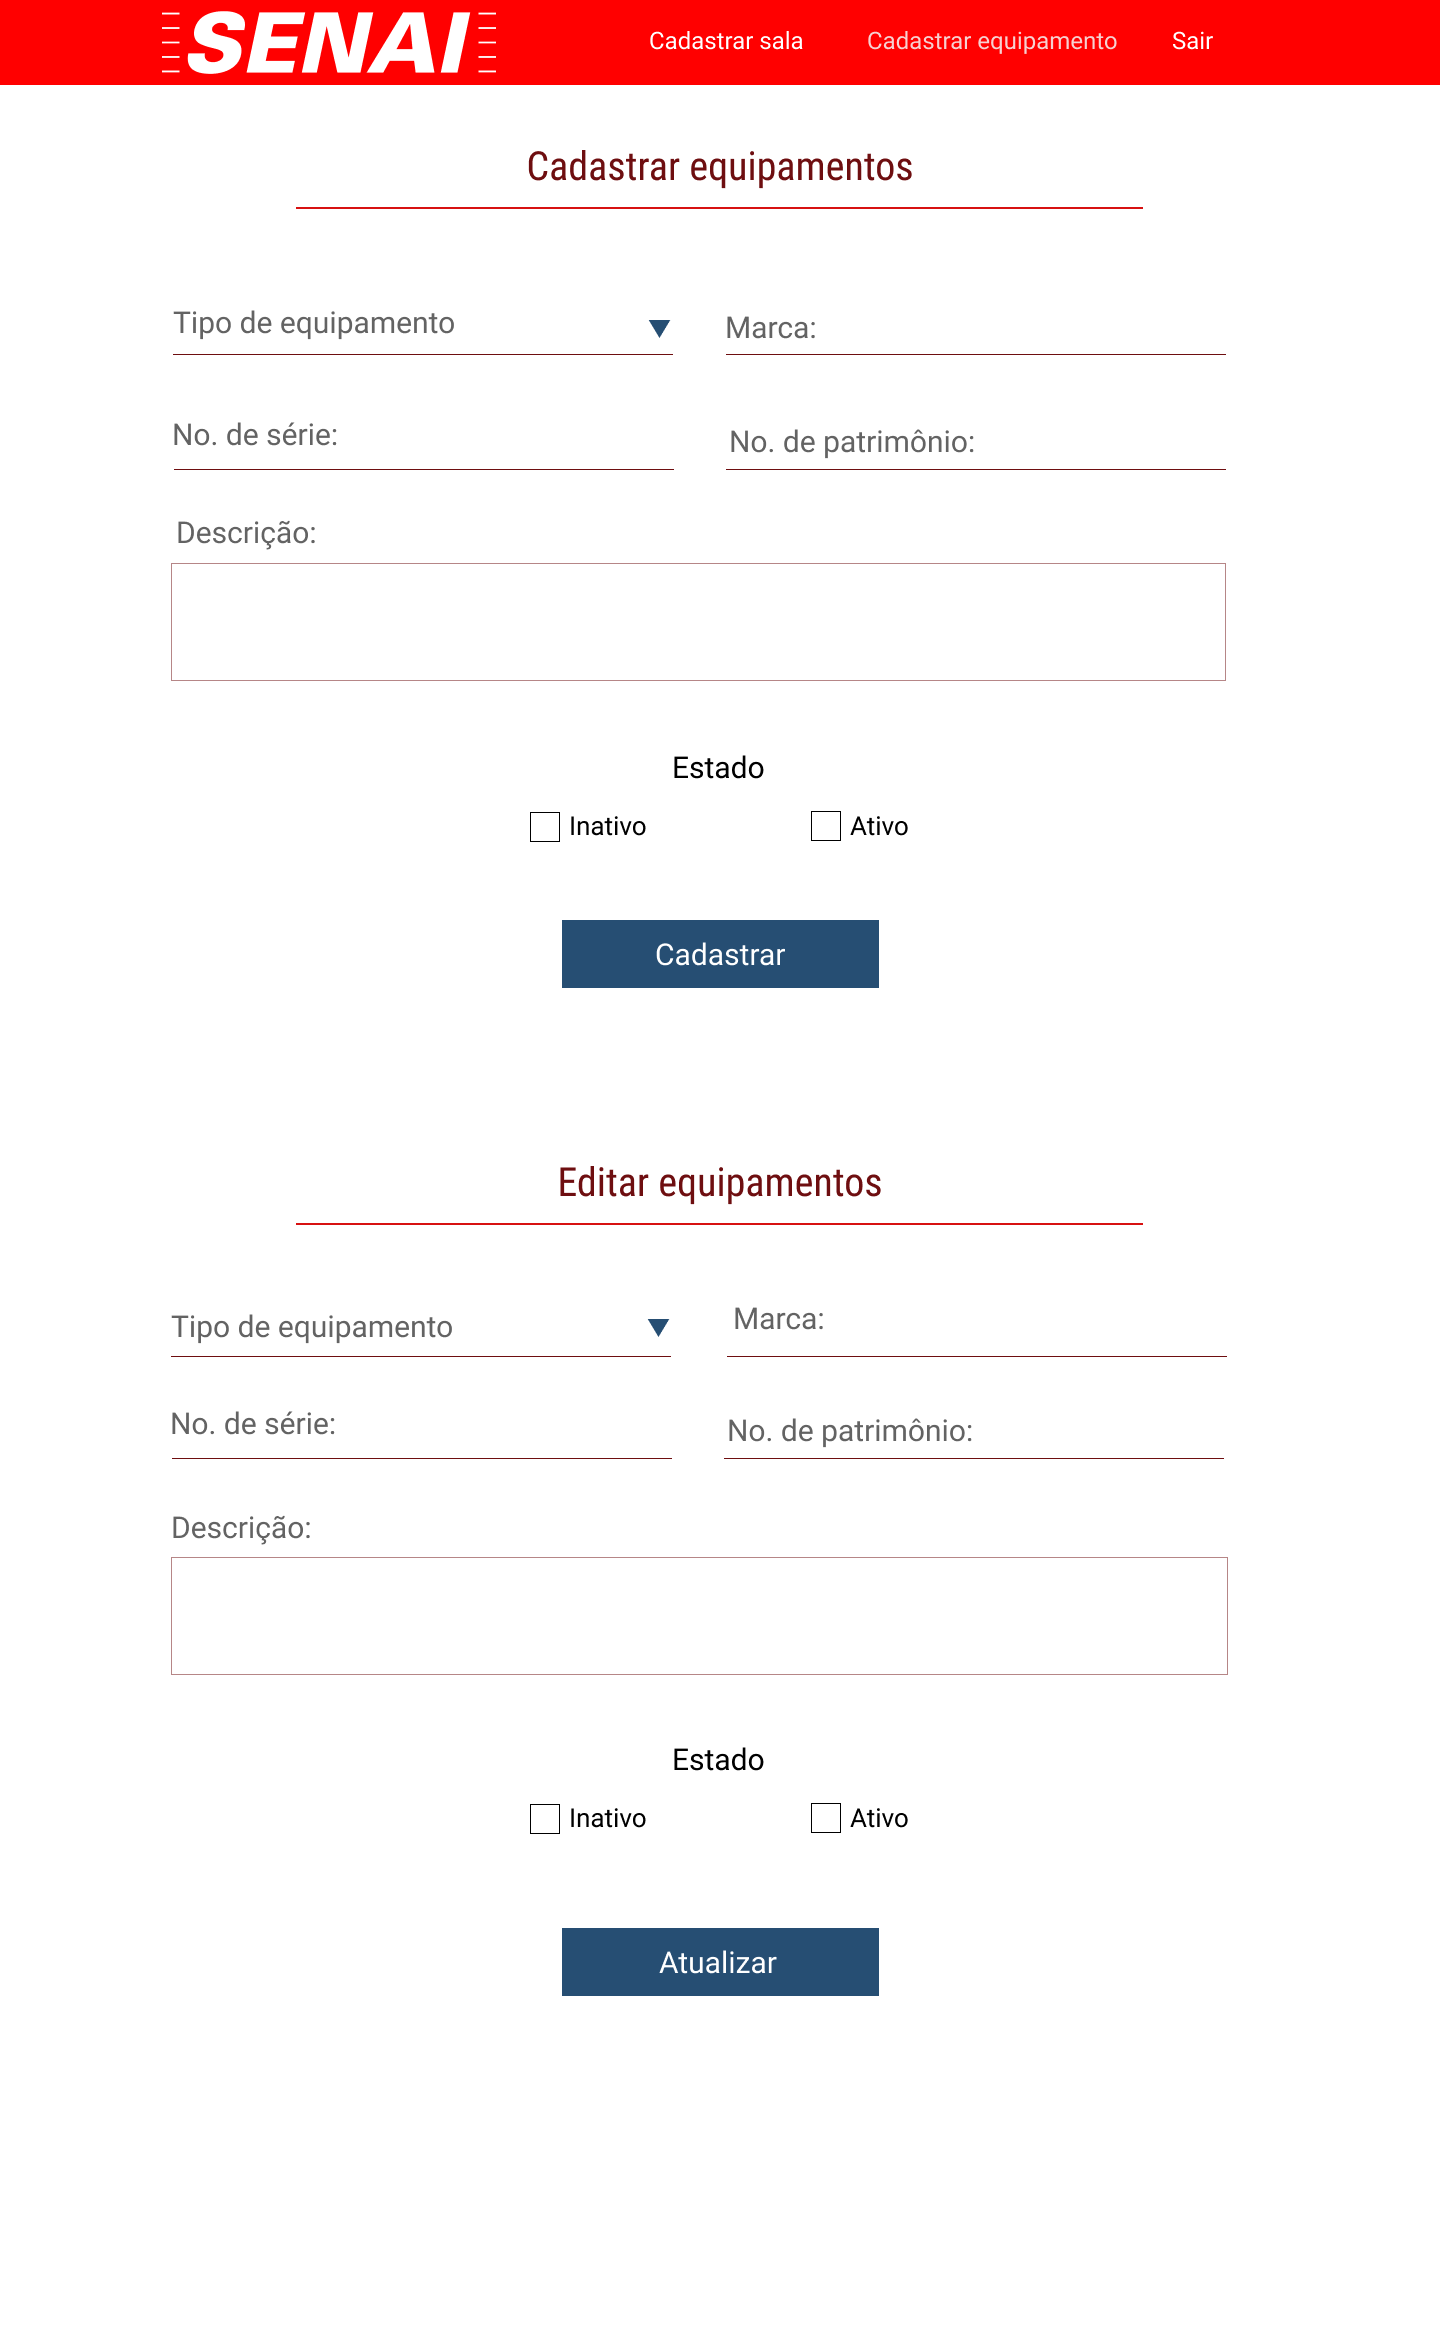 SENAI
Cadastrar sala
Cadastrar equipamento
Sair
Cadastrar equipamentos
Tipo de equipamento
Marca:
No. de série:
No. de patrimônio:
Descrição:
Estado
Inativo
Ativo
Cadastrar
Editar equipamentos
Tipo de equipamento
Marca:
No. de série:
No. de patrimônio:
Descrição:
Estado
Inativo
Ativo
Atualizar